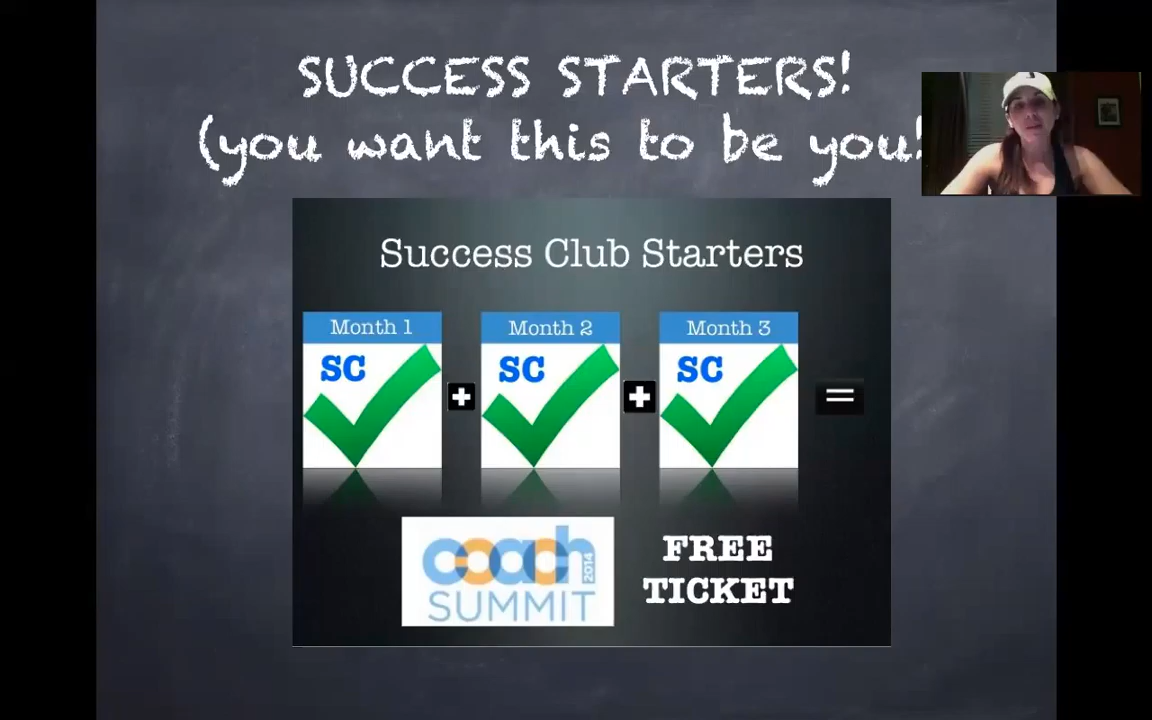 SUCCESS STARTERS!
(you want this to be you!
Success Club Starters
Month 1
Month 2
Month 3
SC
SC
SC
coach
2014
SUMMIT
FREE
TICKET